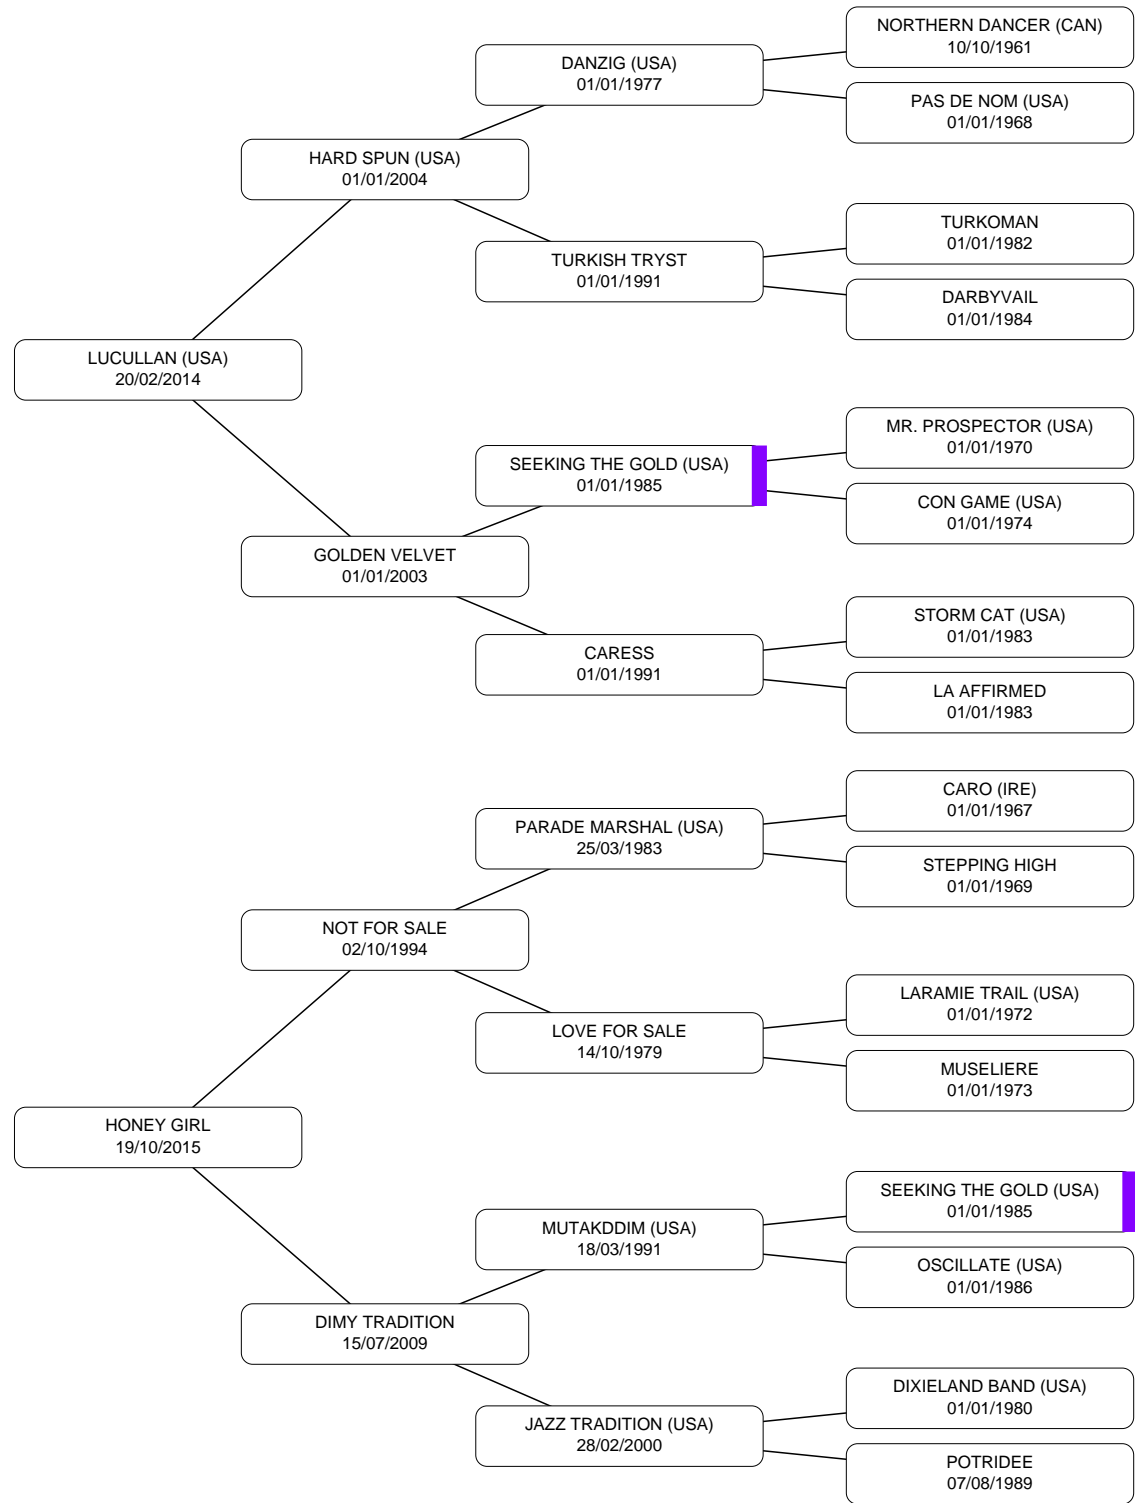 NORTHERN DANCER (CAN)
10/10/1961
DANZIG (USA)
01/01/1977
PAS DE NOM (USA)
01/01/1968
HARD SPUN (USA)
01/01/2004
TURKOMAN
01/01/1982
TURKISH TRYST
01/01/1991
DARBYVAIL
01/01/1984
LUCULLAN (USA)
20/02/2014
MR. PROSPECTOR (USA)
01/01/1970
SEEKING THE GOLD (USA)
01/01/1985
CON GAME (USA)
01/01/1974
GOLDEN VELVET
01/01/2003
STORM CAT (USA)
01/01/1983
CARESS
01/01/1991
LA AFFIRMED
01/01/1983
CARO (IRE)
01/01/1967
PARADE MARSHAL (USA)
25/03/1983
STEPPING HIGH
01/01/1969
NOT FOR SALE
02/10/1994
LARAMIE TRAIL (USA)
01/01/1972
LOVE FOR SALE
14/10/1979
MUSELIERE
01/01/1973
HONEY GIRL
19/10/2015
SEEKING THE GOLD (USA)
01/01/1985
MUTAKDDIM (USA)
18/03/1991
OSCILLATE (USA)
01/01/1986
DIMY TRADITION
15/07/2009
DIXIELAND BAND (USA)
01/01/1980
JAZZ TRADITION (USA)
28/02/2000
POTRIDEE
07/08/1989